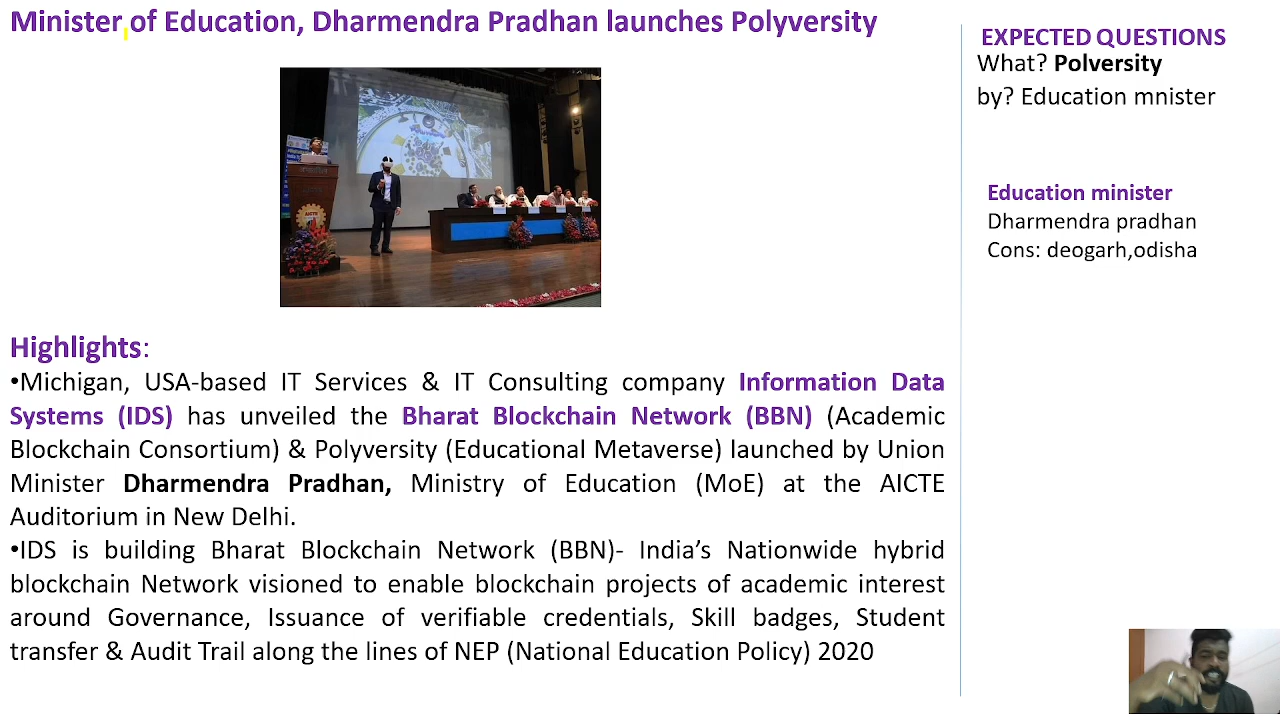 Minister of Education, Dharmendra Pradhan launches Polyversity
Highlights:
•Michigan, USA-based IT Services & IT Consulting company Information Data
Systems (IDS) has unveiled the Bharat Blockchain Network (BBN) (Academic
Blockchain Consortium) & Polyversity (Educational Metaverse) launched by Union
Minister Dharmendra Pradhan, Ministry of Education (MoE) at the AICTE
Auditorium in New Delhi.
•IDS is building Bharat Blockchain Network (BBN)- India’s Nationwide hybrid
blockchain Network visioned to enable blockchain projects of academic interest
around Governance, Issuance of verifiable credentials, Skill badges, Student
transfer & Audit Trail along the lines of NEP (National Education Policy) 2020
EXPECTED QUESTIONS
What? Polversity
by? Education mnister
Education minister
Dharmendra pradhan
Cons: deogarh,odisha
AICTE